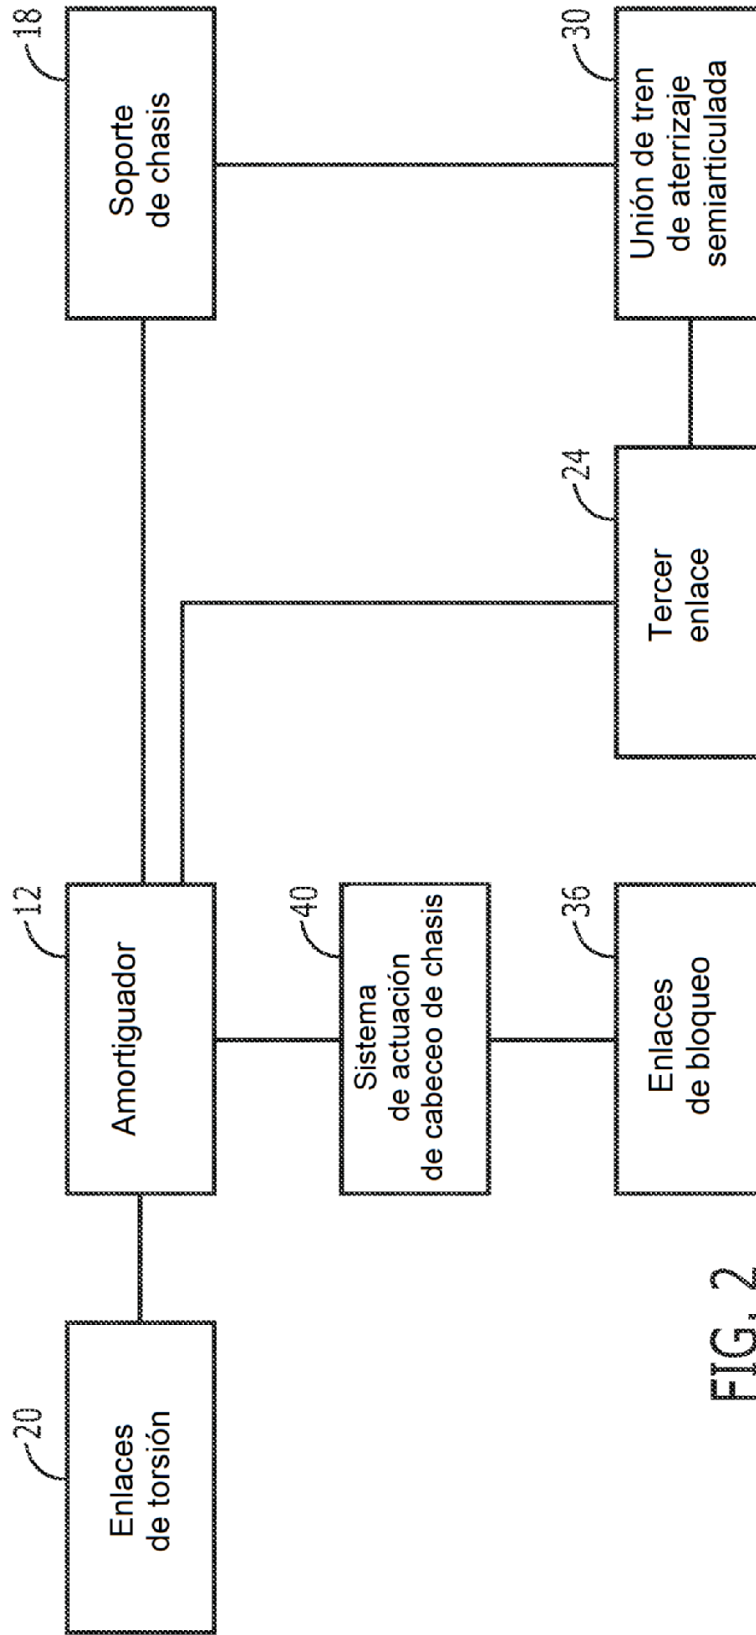 20
Enlaces
de torsión
12
Amortiguador
18
Soporte
de chasis
40
Sistema
de actuación
de cabeceo de chasis
36
Enlaces
de bloqueo
24
Tercer
enlace
30
Unión de tren
de aterrizaje
semiarticulada
FIG. 2